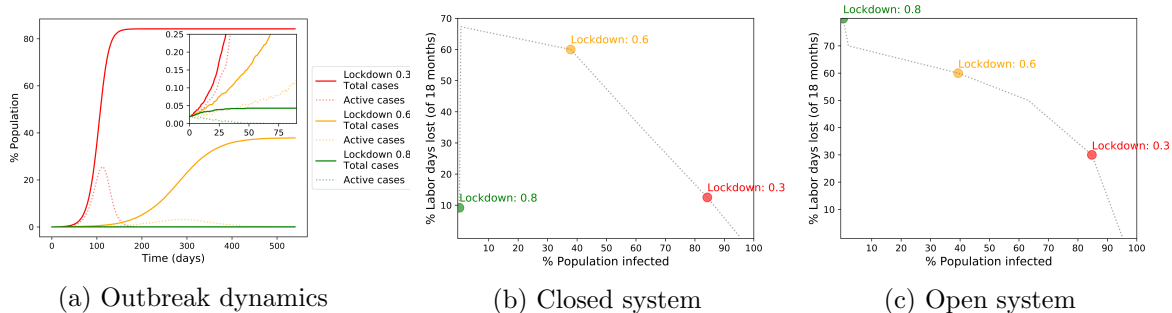 % Population
80
60
40
20
0
0 100 200 300 400 500
Time (days)
0.25
0.20
0.15
0.10
0.05
0.00
0 25 50 75
Lockdown 0.3
Total cases
Active cases
Lockdown 0.6
Total cases
Active cases
Lockdown 0.8
Total cases
Active cases
(a) Outbreak dynamics
% Labor days lost (of 18 months)
70
60
50
40
30
20
10
Lockdown: 0.6
Lockdown: 0.3
Lockdown: 0.8
10 20 30 40 50 60 70 80 90 100
% Population infected
(b) Closed system
% Labor days lost (of 18 months)
70
60
50
40
30
20
10
Lockdown: 0.8
Lockdown: 0.6
Lockdown: 0.3
10 20 30 40 50 60 70 80 90 100
% Population infected
(c) Open system